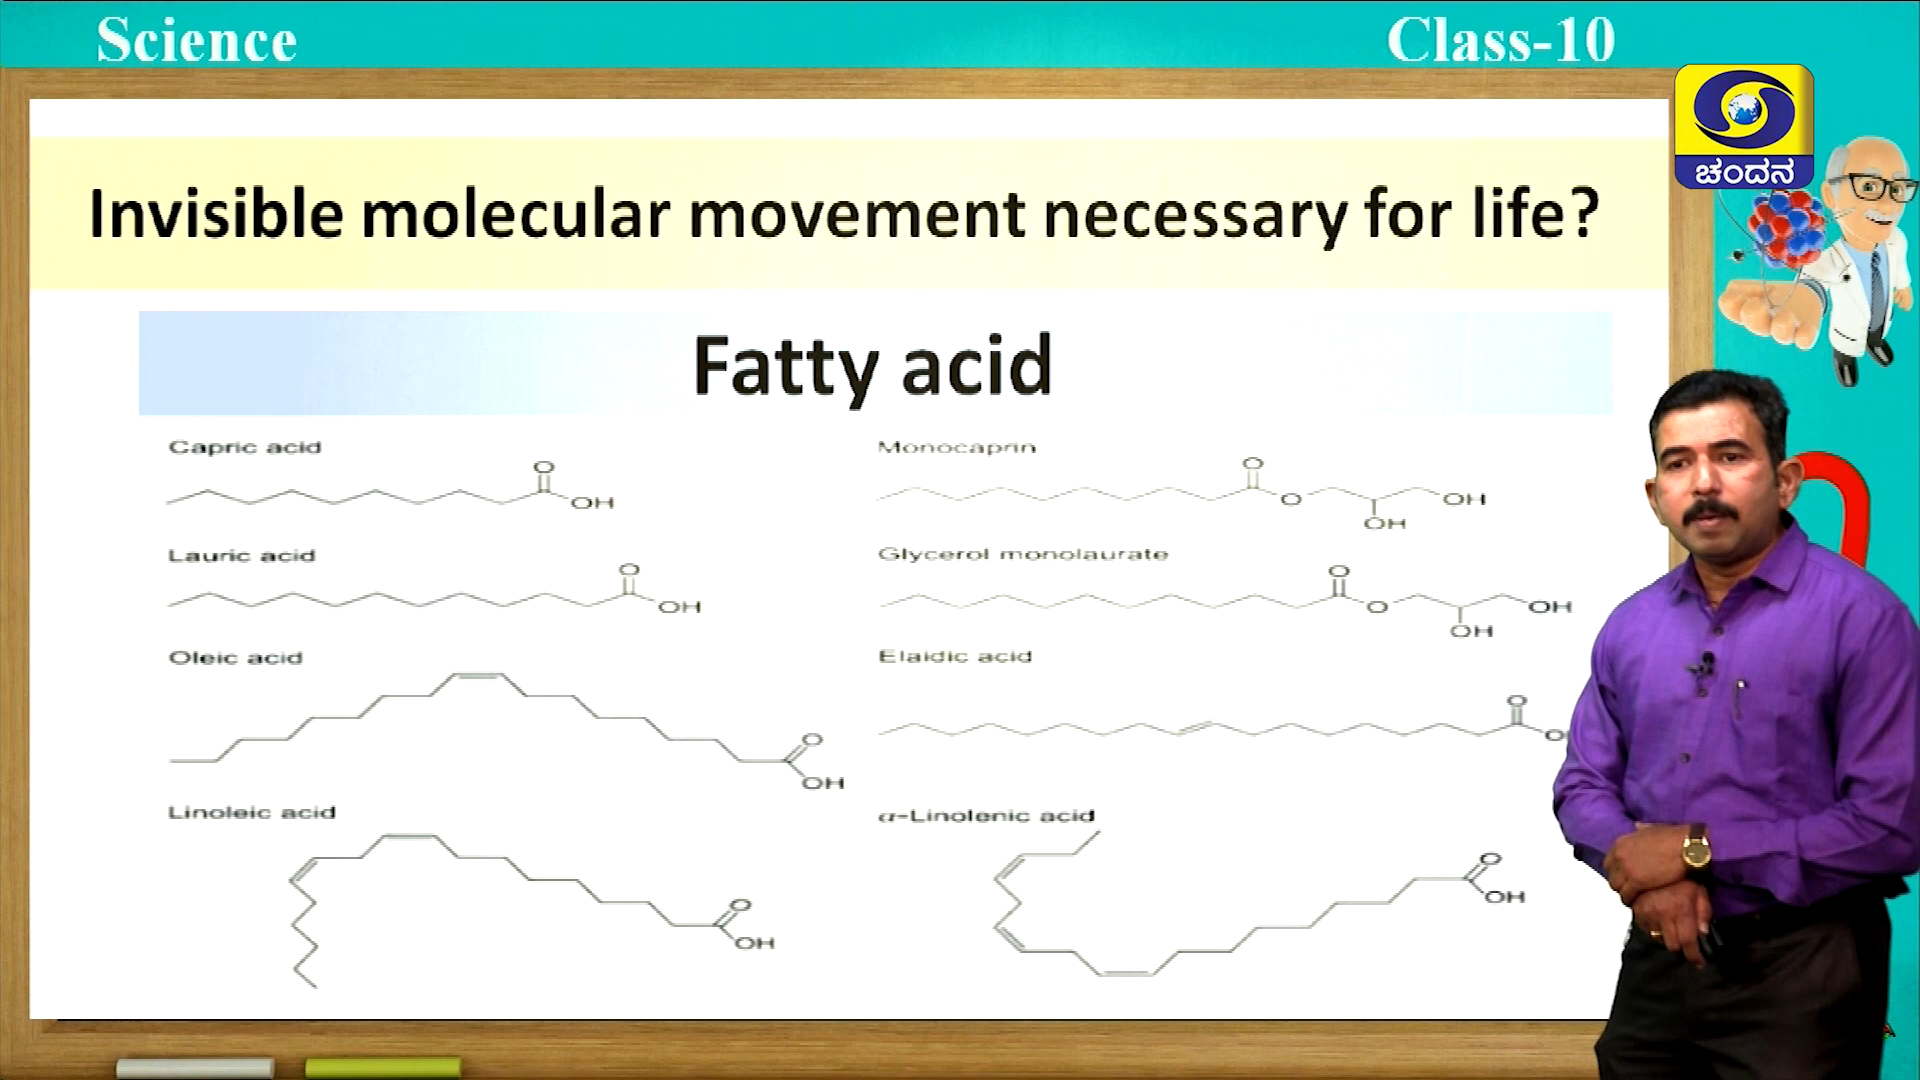 Science
Class-10
ಚಂದನ
Invisible molecular movement necessary for life?
Fatty acid
Capric acid
O
OH
Monocaprin
O
O
OH
OH
Lauric acid
O
OH
Glycerol monolaurate
O
O
OH
OH
Oleic acid
O
OH
Elaidic acid
O
O
Linoleic acid
O
OH
α-Linolenic acid
O
OH